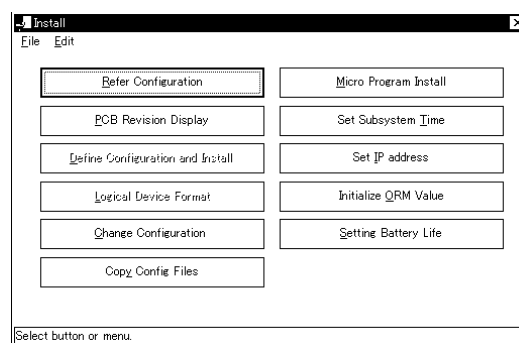 Install
File Edit
Refer Configuration
Micro Program Install
PCB Revision Display
Set Subsystem Time
Define Configuration and Install
Set IP address
Logical Device Format
Initialize ORM Value
Change Configuration
Setting Battery Life
Copy Config Files
Select button or menu.